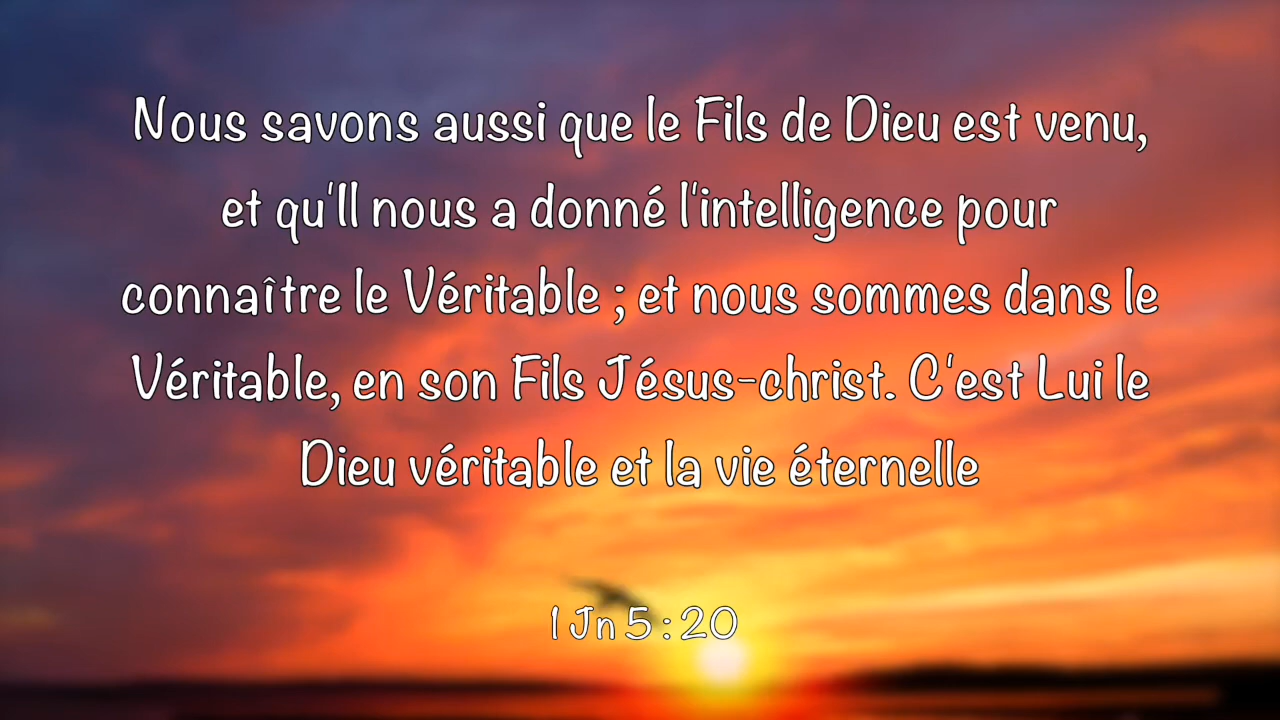 Nous savons aussi que le Fils de Dieu est venu,
et qu'Il nous a donné l'intelligence pour
connaître le Véritable ; et nous sommes dans le
Véritable, en son Fils Jésus-christ. C'est Lui le
Dieu véritable et la vie éternelle
1 Jn 5 : 20